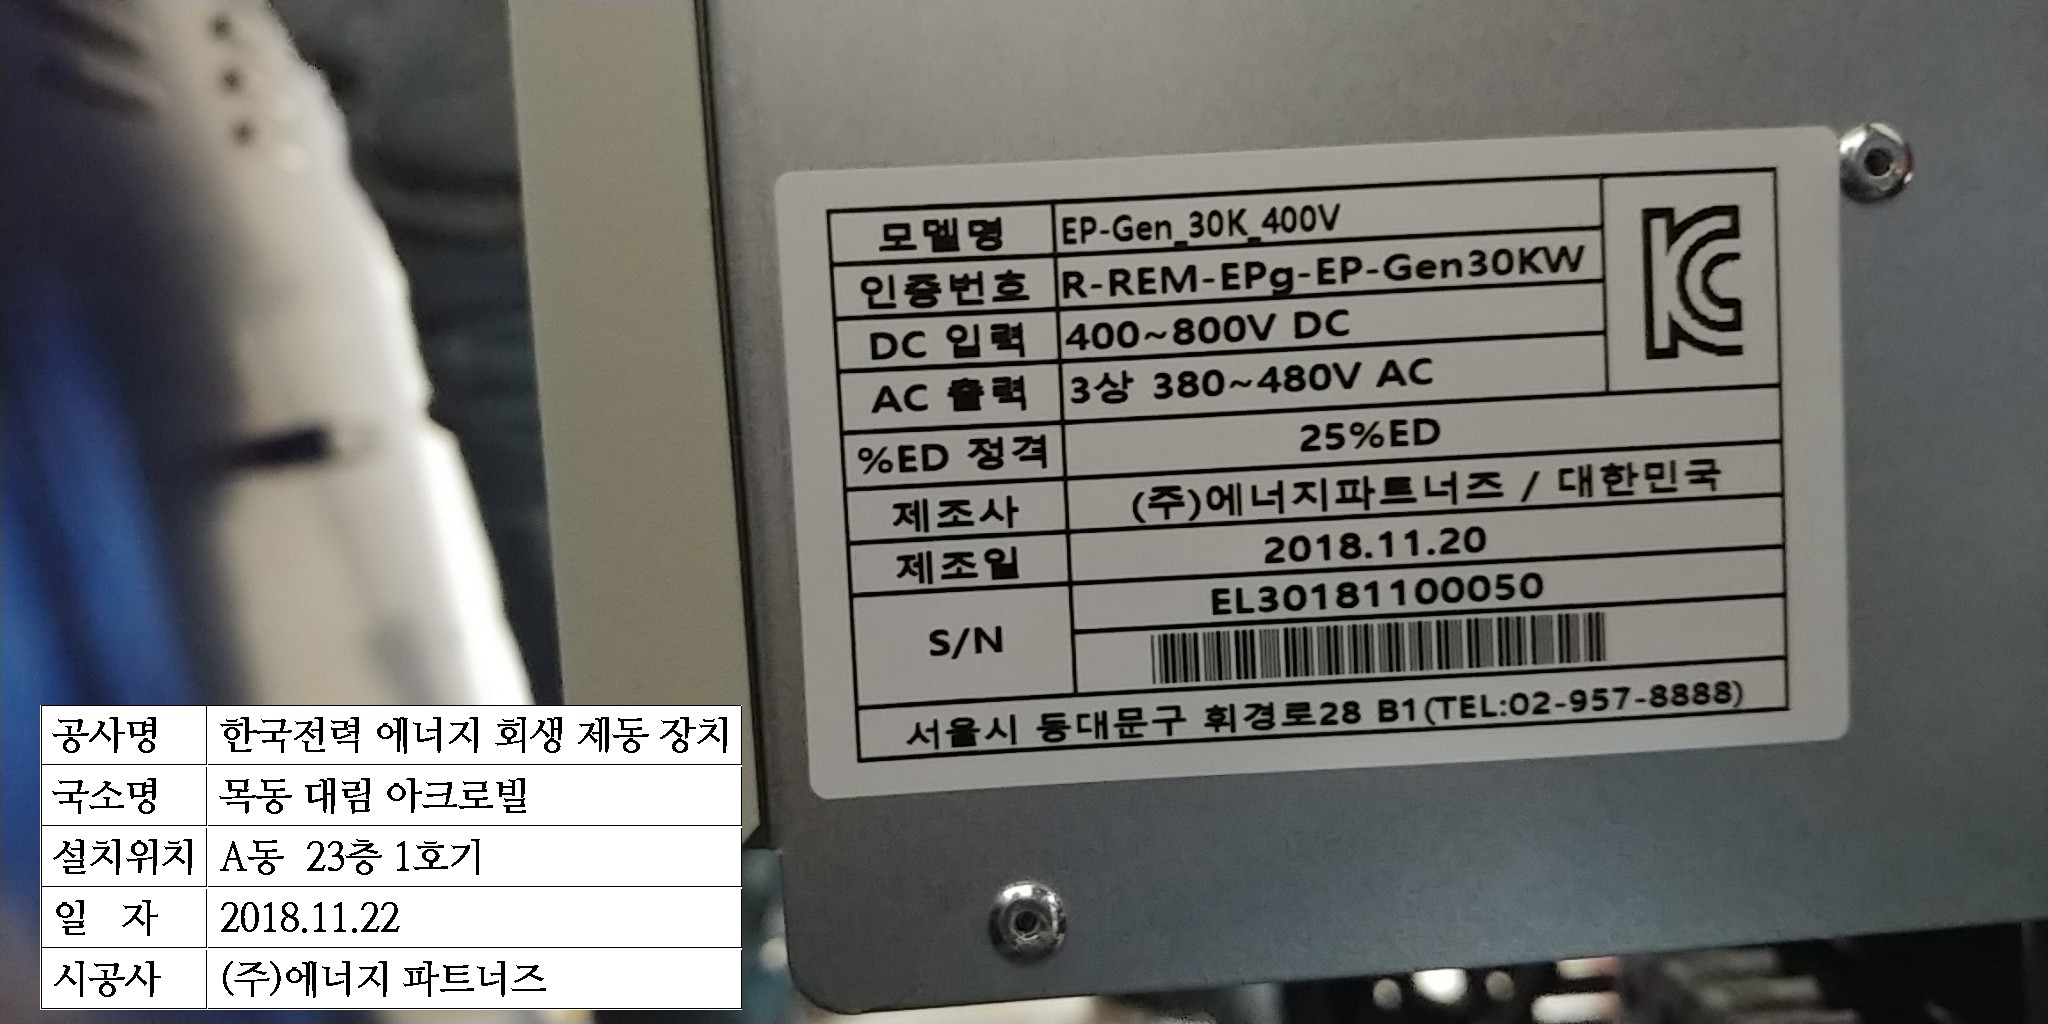 모델명 EP-Gen_30K_400V
인증번호 R-REM-EPg-EP-Gen30KW
DC 입력 400~800V DC
AC 출력 3상 380~480V AC
%ED 정격 25%ED
제조사 (주)에너지파트너즈 / 대한민국
제조일 2018.11.20
S/N EL30181100050
서울시 동대문구 휘경로28 B1(TEL:02-957-8888)
공사명 한국전력 에너지 회생 제동 장치
국소명 목동 대림 아크로빌
설치위치 A동 23층 1호기
일 자 2018.11.22
시공사 (주)에너지 파트너즈